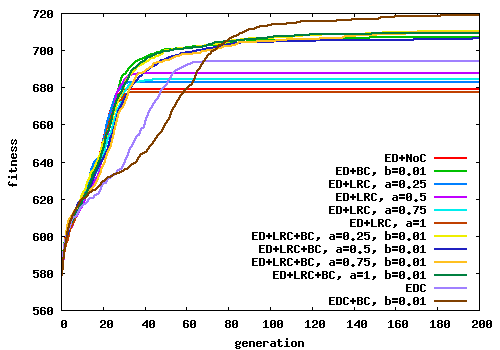 720
700
680
660
640
620
600
580
560
fitness
ED+NoC
ED+BC, b=0.01
ED+LRC, a=0.25
ED+LRC, a=0.5
ED+LRC, a=0.75
ED+LRC, a=1
ED+LRC+BC, a=0.25, b=0.01
ED+LRC+BC, a=0.5, b=0.01
ED+LRC+BC, a=0.75, b=0.01
ED+LRC+BC, a=1, b=0.01
EDC
EDC+BC, b=0.01
0 20 40 60 80 100 120 140 160 180 200
generation